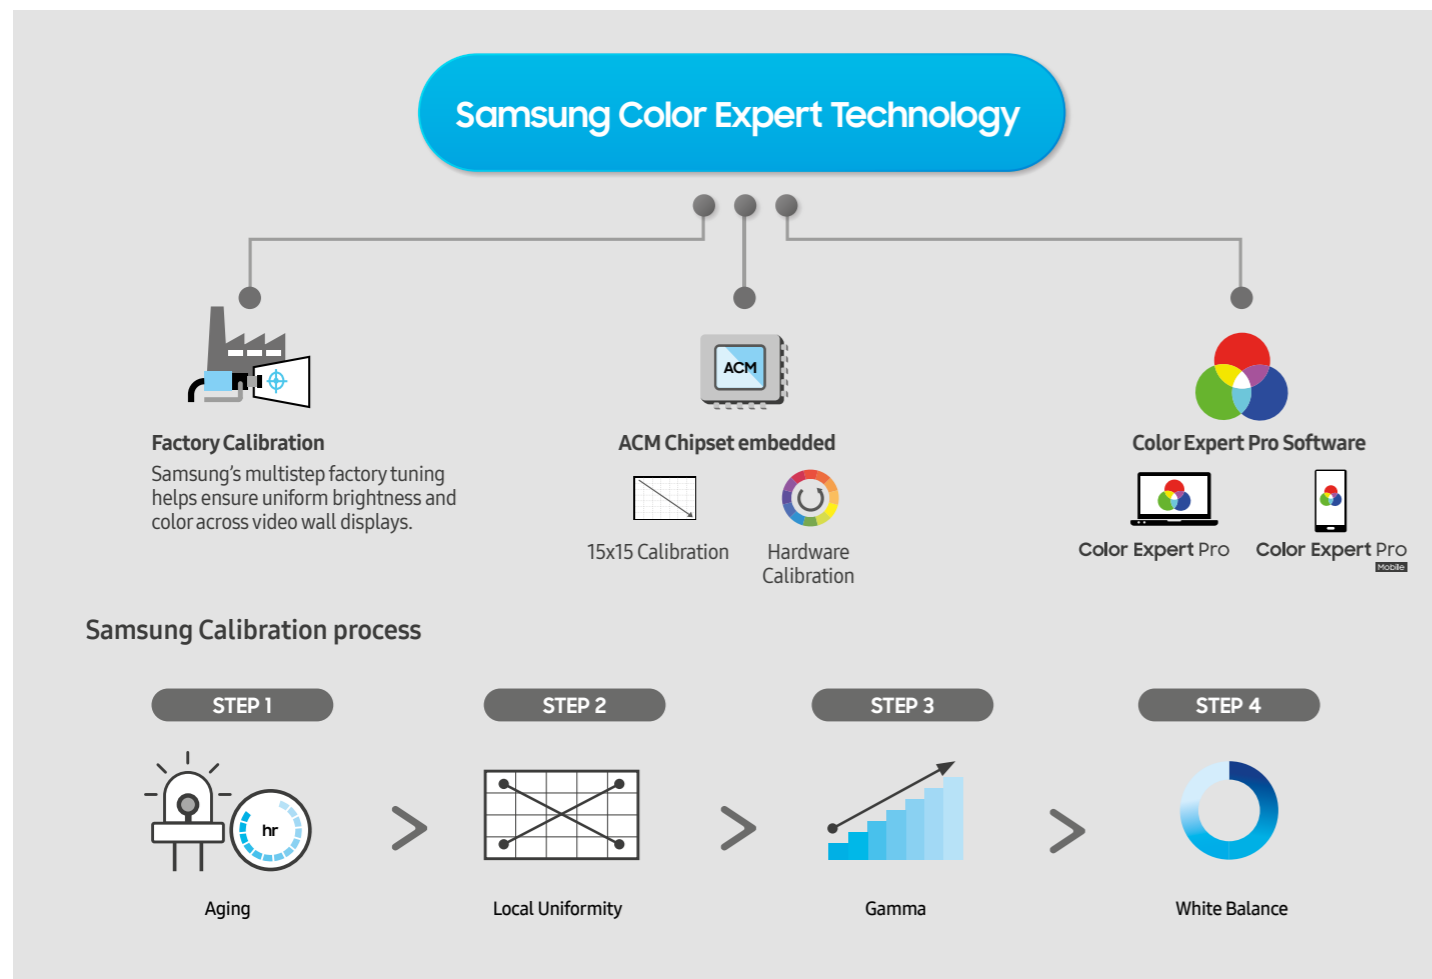 Samsung Color Expert Technology
Factory Calibration
Samsung's multistep factory tuning
helps ensure uniform brightness and
color across video wall displays.
ACM
ACM Chipset embedded
15x15 Calibration
Hardware
Calibration
Color Expert Pro Software
Color Expert Pro
Color Expert Pro
Mobile
Samsung Calibration process
STEP 1
STEP 2
STEP 3
STEP 4
hr
Aging
Local Uniformity
Gamma
White Balance